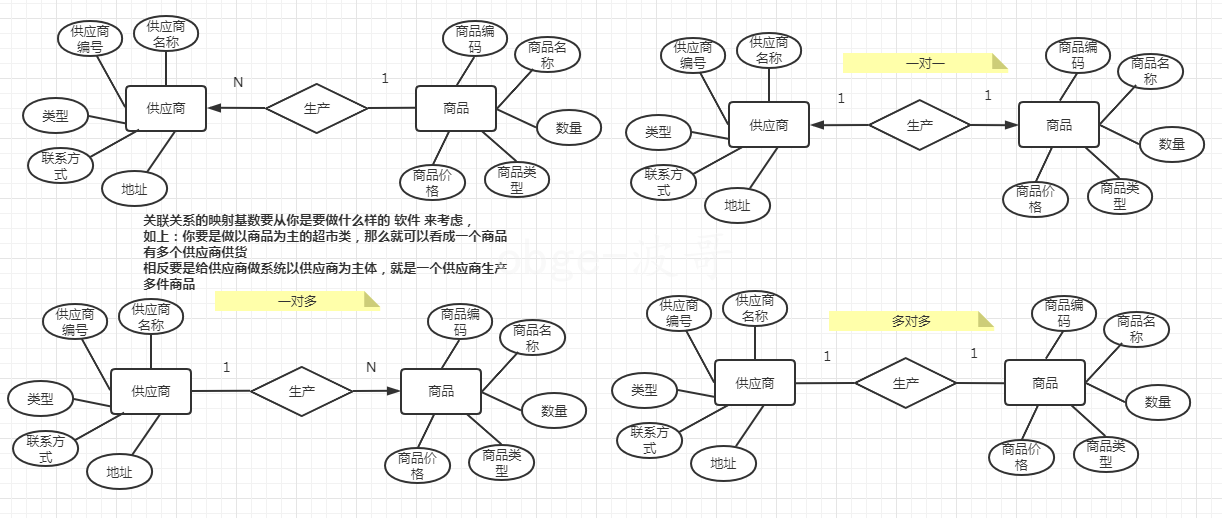 供应商
编号
供应商
名称
类型
供应商
联系方
式
地址
N
生产
1
商品编
码
商品名
称
商品
数量
商品价
格
商品类
型
关联关系的映射基数要从你是要做什么样的 软件 来考虑，
如上：你要是做以商品为主的超市类，那么就可以看成一个商品
有多个供应商供货
相反要是给供应商做系统以供应商为主体，就是一个供应商生产
多件商品
一对一
供应商
编号
供应商
名称
类型
供应商
联系方
式
地址
1
生产
1
商品编
码
商品名
称
商品
数量
商品价
格
商品类
型
一对多
供应商
编号
供应商
名称
类型
供应商
联系方
式
地址
1
生产
N
商品编
码
商品名
称
商品
数量
商品价
格
商品类
型
多对多
供应商
编号
供应商
名称
类型
供应商
联系方
式
地址
1
生产
1
商品编
码
商品名
称
商品
数量
商品价
格
商品类
型